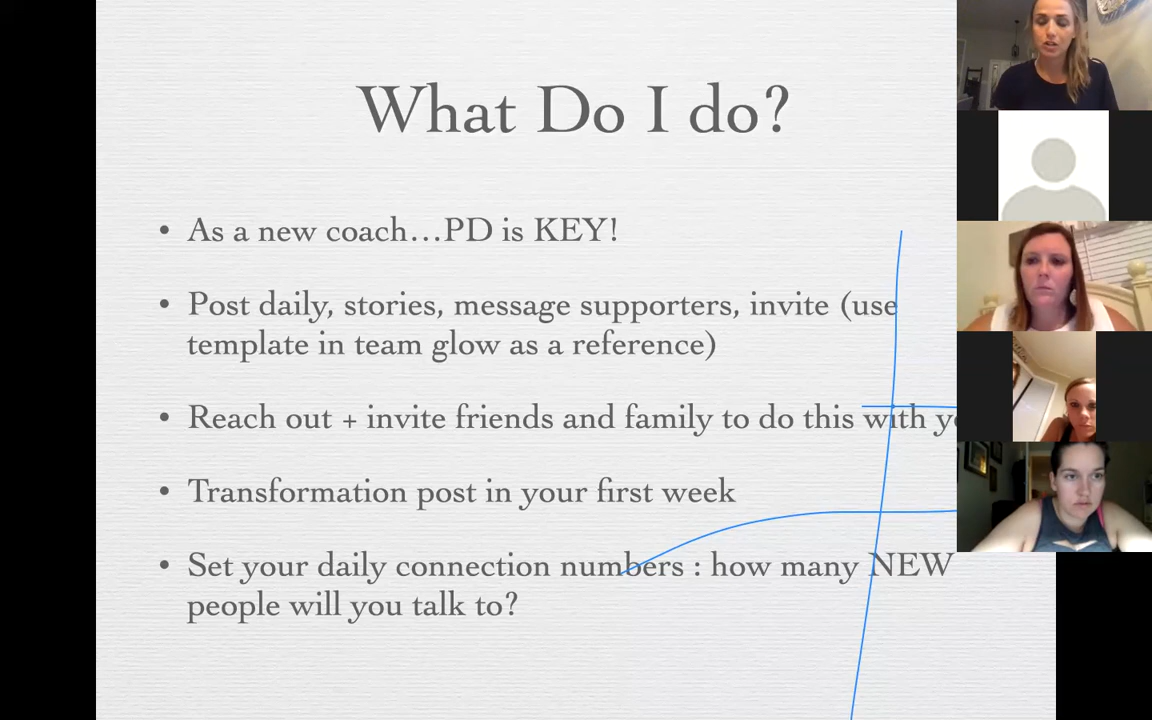 What Do I do?
• As a new coach...PD is KEY!
• Post daily, stories, message supporters, invite (use
template in team glow as a reference)
• Reach out + invite friends and family to do this with
• Transformation post in your first week
• Set your daily connection numbers : how many NEW
people will you talk to?